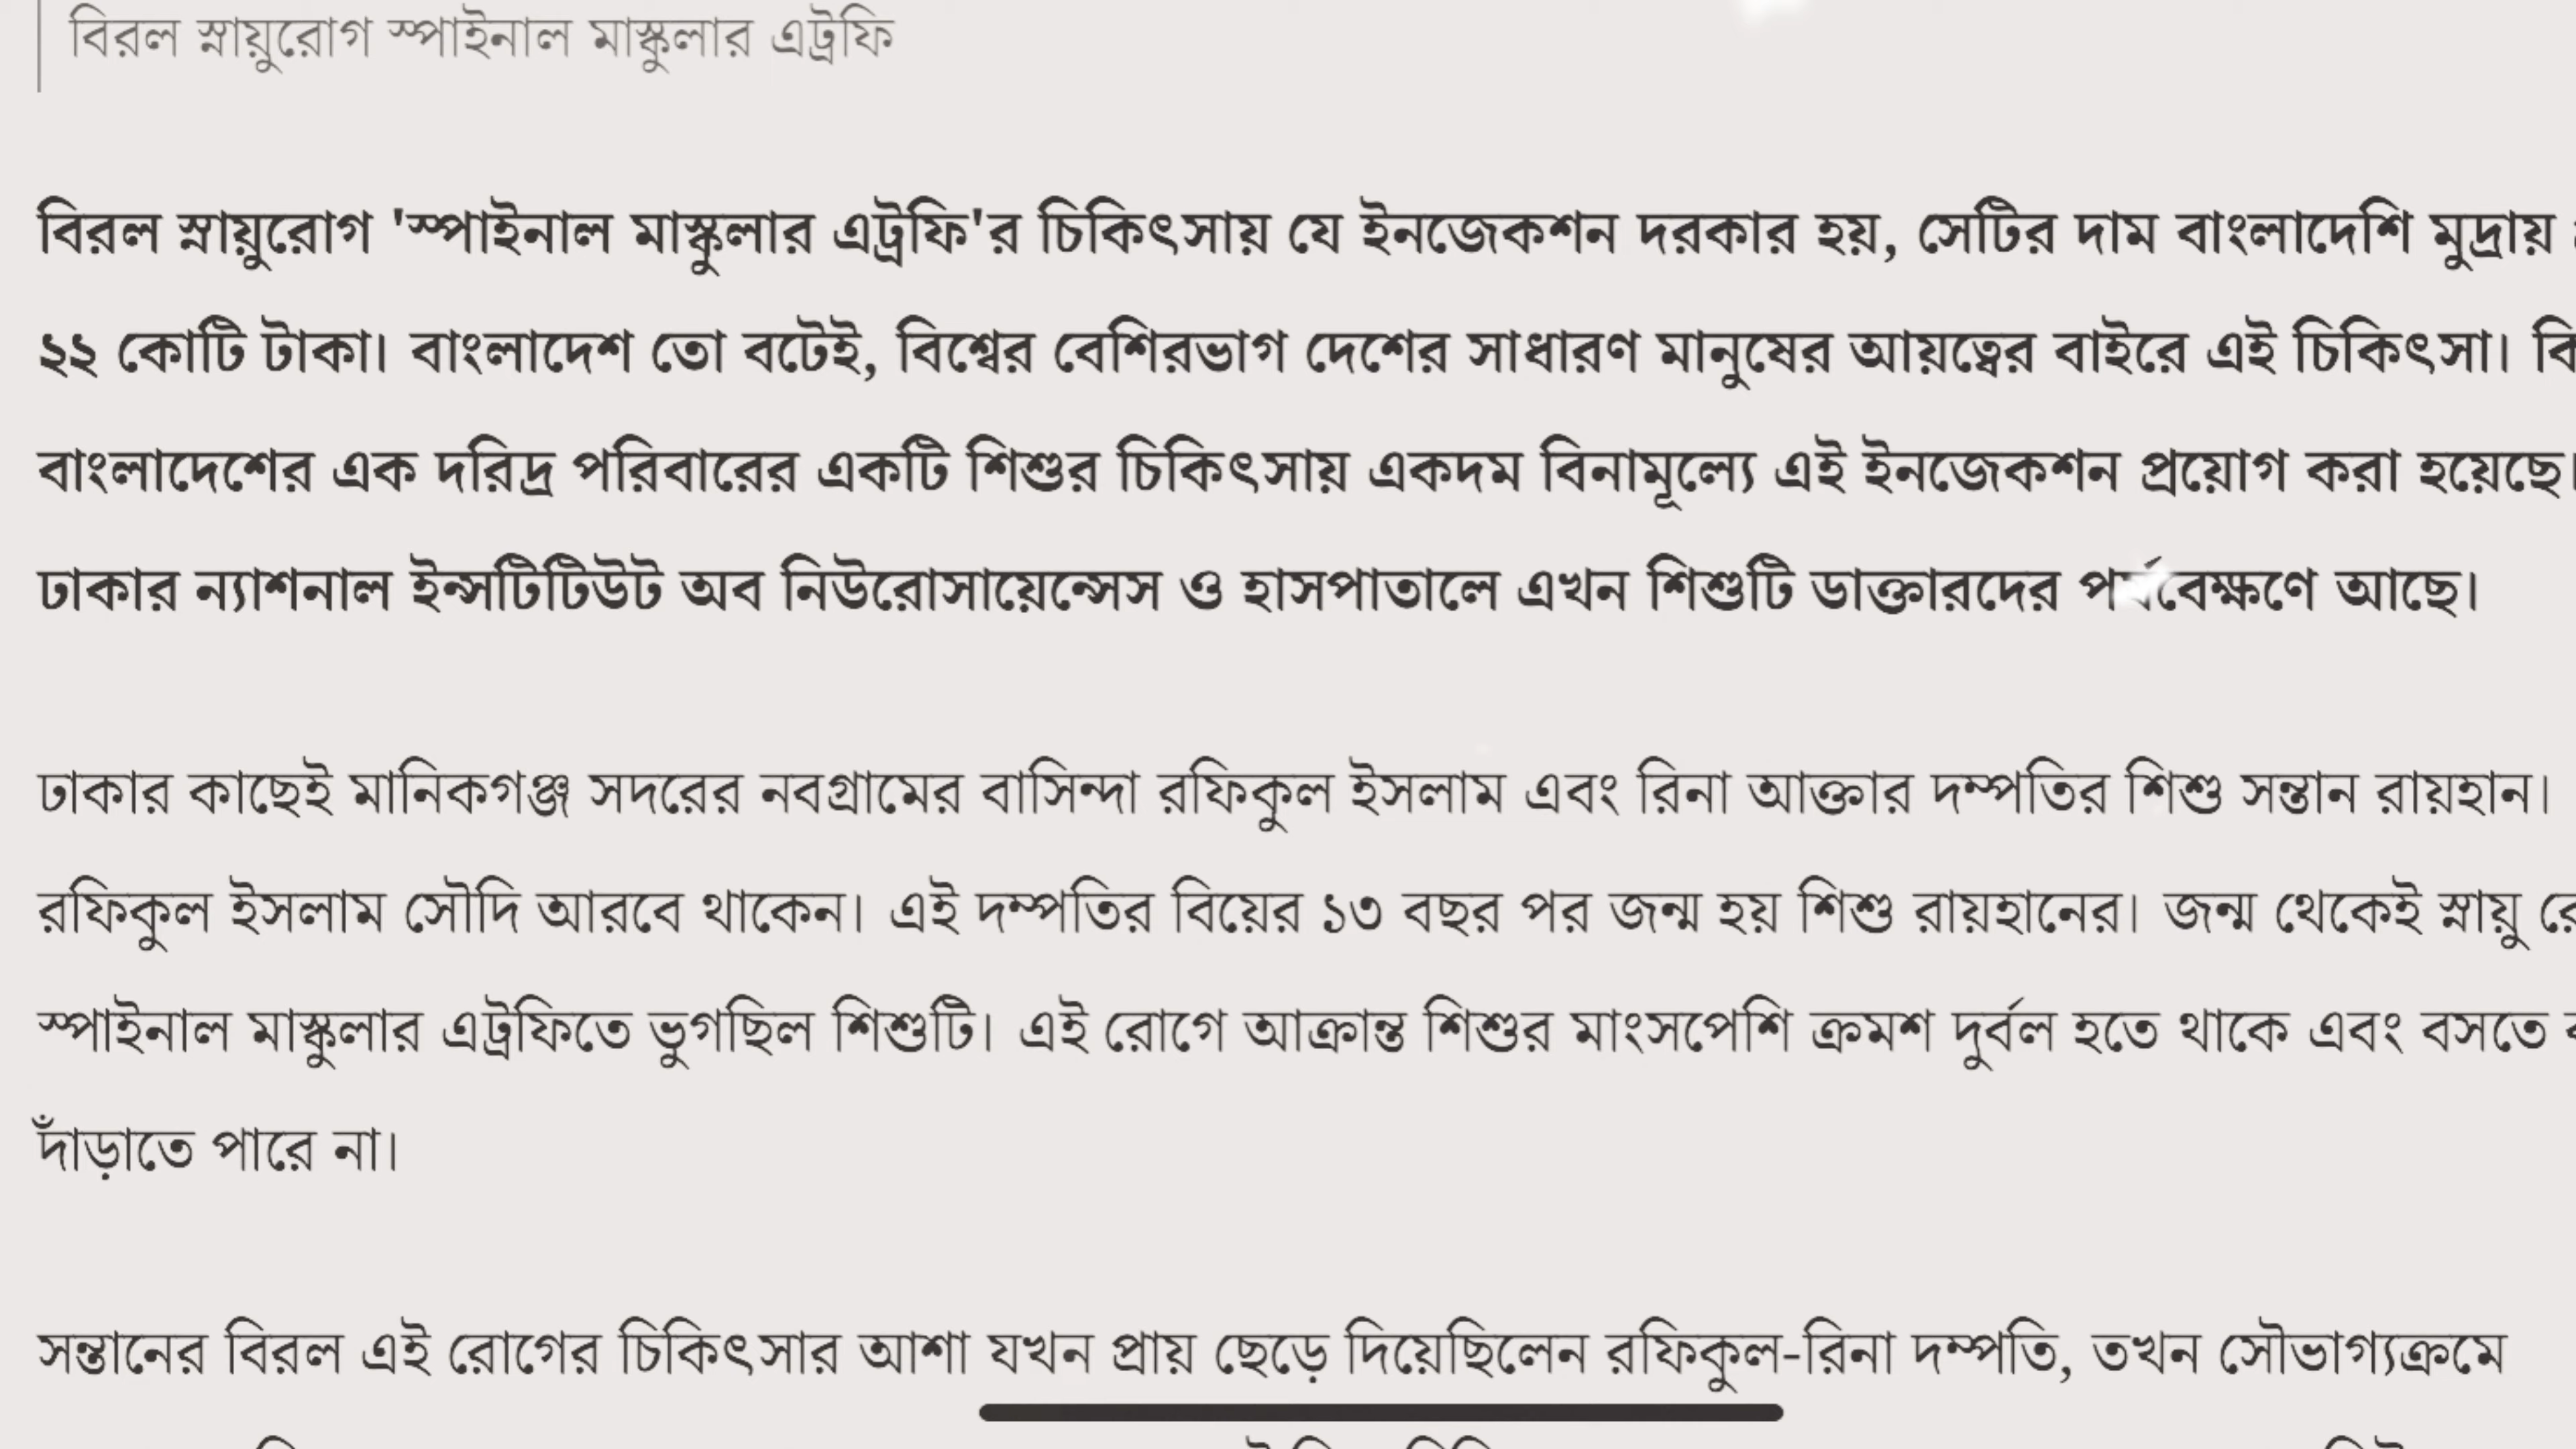 বিরল স্নায়ুরোগ স্পাইনাল মাস্কুলার এট্রফি
বিরল স্নায়ুরোগ 'স্পাইনাল মাস্কুলার এট্রফি'র চিকিৎসায় যে ইনজেকশন দরকার হয়, সেটির দাম বাংলাদেশি মুদ্রায়
২২ কোটি টাকা। বাংলাদেশ তো বটেই, বিশ্বের বেশিরভাগ দেশের সাধারণ মানুষের আয়ত্বের বাইরে এই চিকিৎসা।
বাংলাদেশের এক দরিদ্র পরিবারের একটি শিশুর চিকিৎসায় একদম বিনামূল্যে এই ইনজেকশন প্রয়োগ করা হয়েছে।
ঢাকার ন্যাশনাল ইন্সটিটিউট অব নিউরোসায়েন্সেস ও হাসপাতালে এখন শিশুটি ডাক্তারদের পর্যবেক্ষণে আছে।
ঢাকার কাছেই মানিকগঞ্জ সদরের নবগ্রামের বাসিন্দা রফিকুল ইসলাম এবং রিনা আক্তার দম্পতির শিশু সন্তান রায়হান।
রফিকুল ইসলাম সৌদি আরবে থাকেন। এই দম্পতির বিয়ের ১৩ বছর পর জন্ম হয় শিশু রায়হানের। জন্ম থেকেই স্নায়ু
স্পাইনাল মাস্কুলার এট্রফিতে ভুগছিল শিশুটি। এই রোগে আক্রান্ত শিশুর মাংসপেশি ক্রমশ দুর্বল হতে থাকে এবং বসতে
দাঁড়াতে পারে না।
সন্তানের বিরল এই রোগের চিকিৎসার আশা যখন প্রায় ছেড়ে দিয়েছিলেন রফিকুল-রিনা দম্পতি, তখন সৌভাগ্যক্রমে